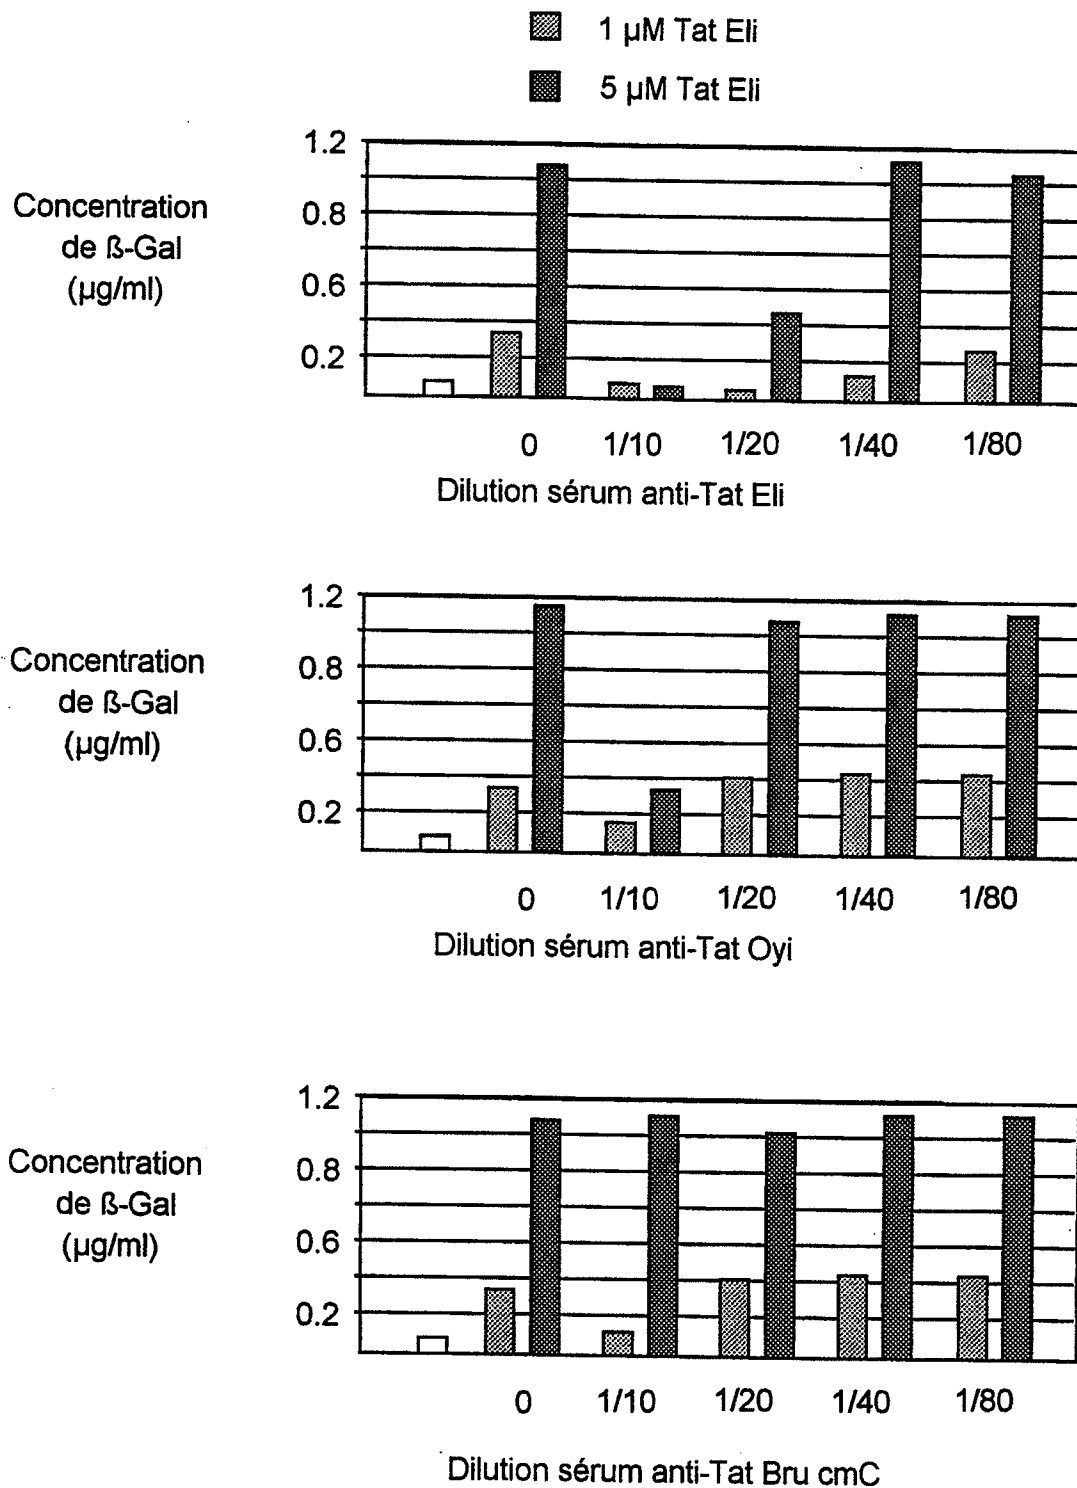 1 µM Tat Eli
5 µM Tat Eli
Concentration
de ß-Gal
(µg/ml)
1.2
0.8
0.6
0.2
0 1/10 1/20 1/40 1/80
Dilution sérum anti-Tat Eli
Concentration
de ß-Gal
(µg/ml)
1.2
0.8
0.6
0.2
0 1/10 1/20 1/40 1/80
Dilution sérum anti-Tat Oyi
Concentration
de ß-Gal
(µg/ml)
1.2
0.8
0.6
0.2
0 1/10 1/20 1/40 1/80
Dilution sérum anti-Tat Bru cmC